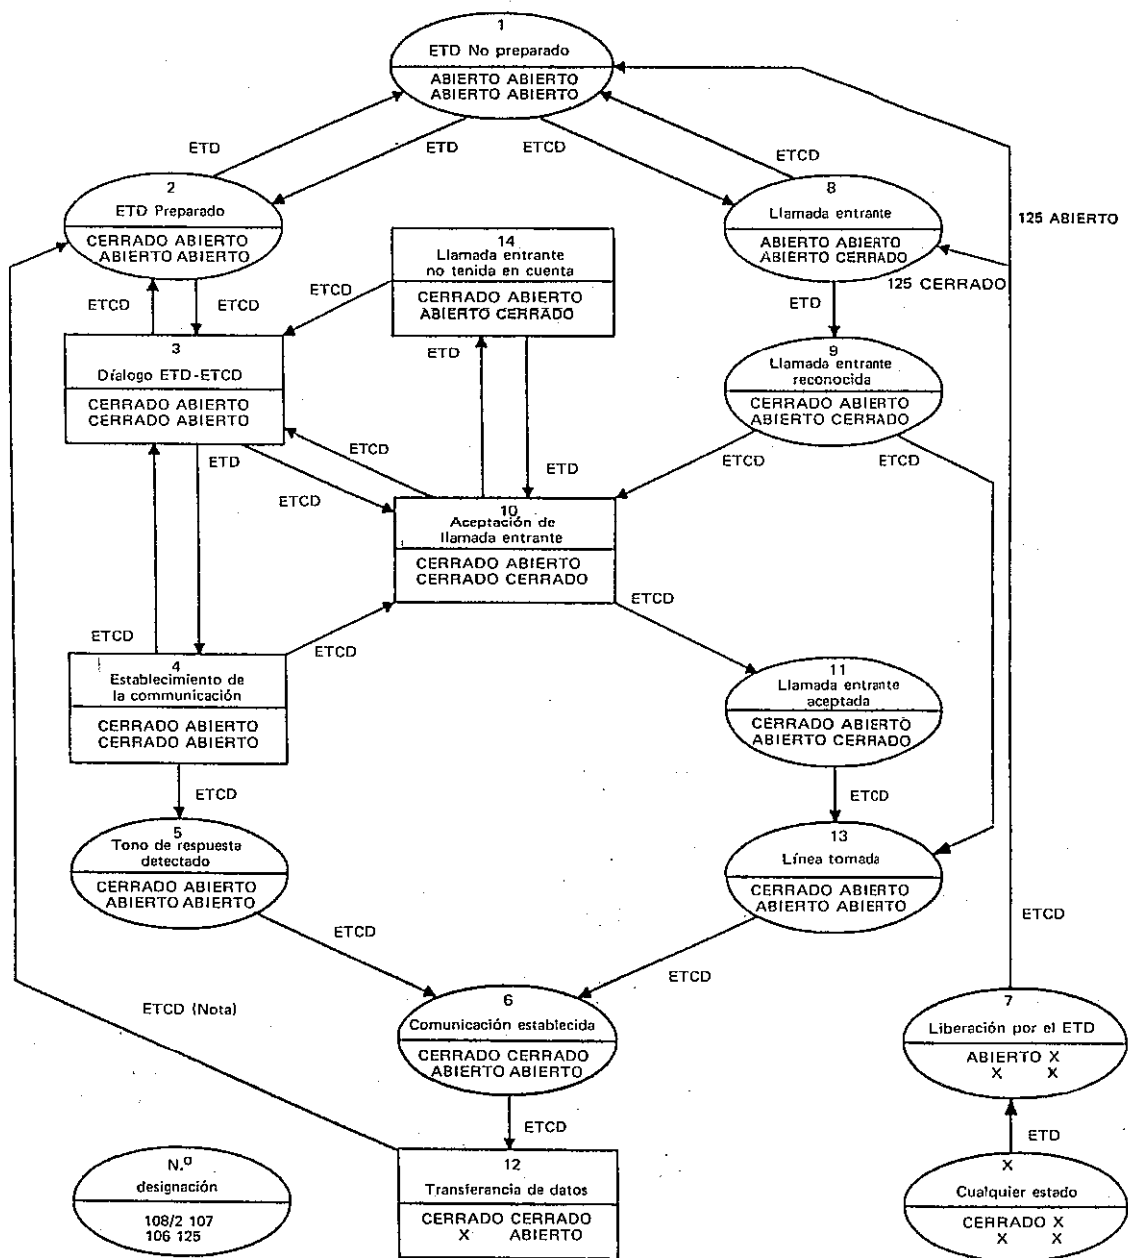 1
ETD No preparado
ABIERTO ABIERTO
ABIERTO ABIERTO
ETD
ETD
ETCD
ETCD
2
ETD Preparado
CERRADO ABIERTO
ABIERTO ABIERTO
8
Llamada entrante
ABIERTO ABIERTO
ABIERTO CERRADO
125 ABIERTO
125 CERRADO
14
Llamada entrante
no tenida en cuenta
CERRADO ABIERTO
ABIERTO CERRADO
ETCD
ETCD
ETCD
ETD
3
Díalogo ETD-ETCD
CERRADO ABIERTO
CERRADO ABIERTO
ETD
9
Llamada entrante
reconocida
CERRADO ABIERTO
ABIERTO CERRADO
ETD
ETCD
ETCD
ETD
ETCD
ETCD
10
Aceptación de
llamada entrante
CERRADO ABIERTO
CERRADO CERRADO
ETCD
ETCD
ETCD
4
Establecimiento de
la communicación
CERRADO ABIERTO
CERRADO ABIERTO
11
Llamada entrante
aceptada
CERRADO ABIERTO
ABIERTO CERRADO
ETCD
ETCD
5
Tono de respuesta
detectado
CERRADO ABIERTO
ABIERTO ABIERTO
13
Línea tomada
CERRADO ABIERTO
ABIERTO ABIERTO
ETCD
ETCD
ETCD
ETCD (Nota)
6
Comunicación establecida
CERRADO CERRADO
ABIERTO ABIERTO
7
Liberación por el ETD
ABIERTO X
X X
ETCD
ETD
N.º
designación
108/2 107
106 125
12
Transferancia de datos
CERRADO CERRADO
X ABIERTO
X
Cualquier estado
CERRADO X
X X